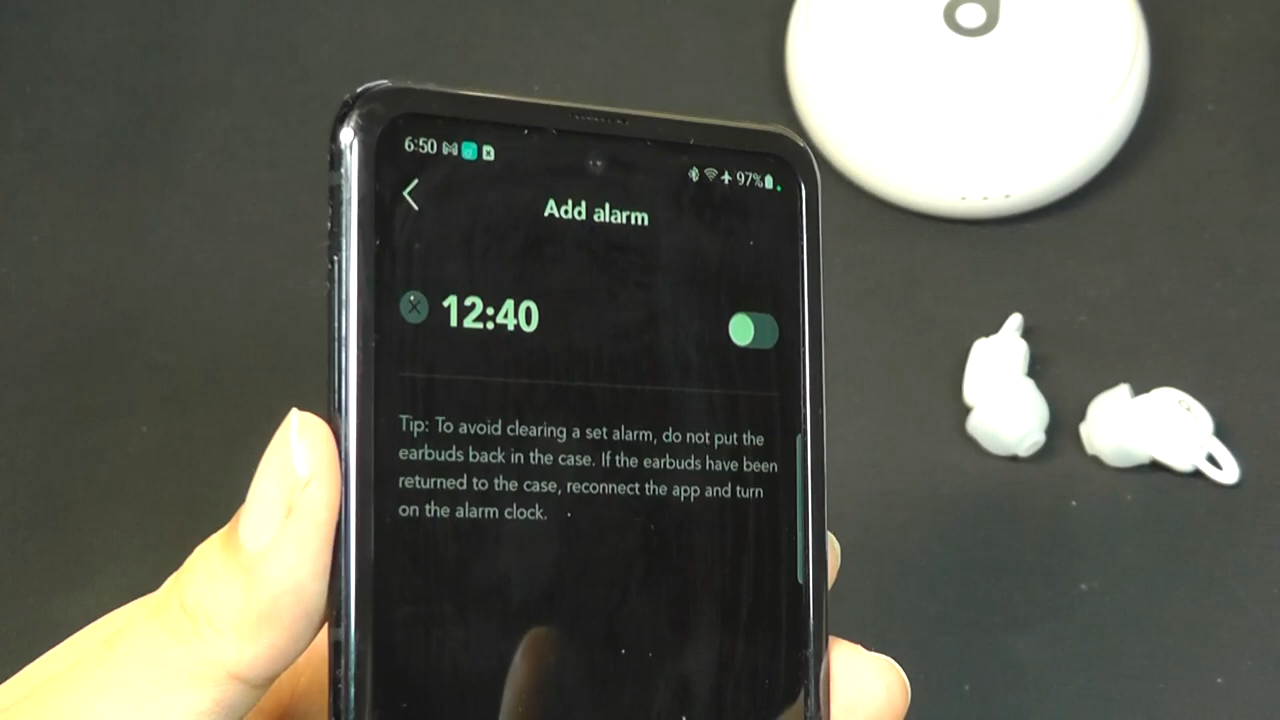 6:50
97%
Add alarm
12:40
Tip: To avoid clearing a set alarm, do not put the
earbuds back in the case. If the earbuds have been
returned to the case, reconnect the app and turn
on the alarm clock.